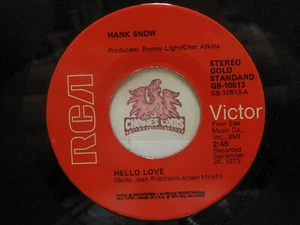 HANK SNOW
Producers: Ronny Light/Chet Atkins
STEREO
GOLD
STANDARD
GB-10513
GB-10513-A
RCA
Victor
Four Star
Music Co.,
Inc., BMI
2:46
Recorded
September
24, 1973
HELLO LOVE
(Betty Jean Robinson-Aileen Mnich)